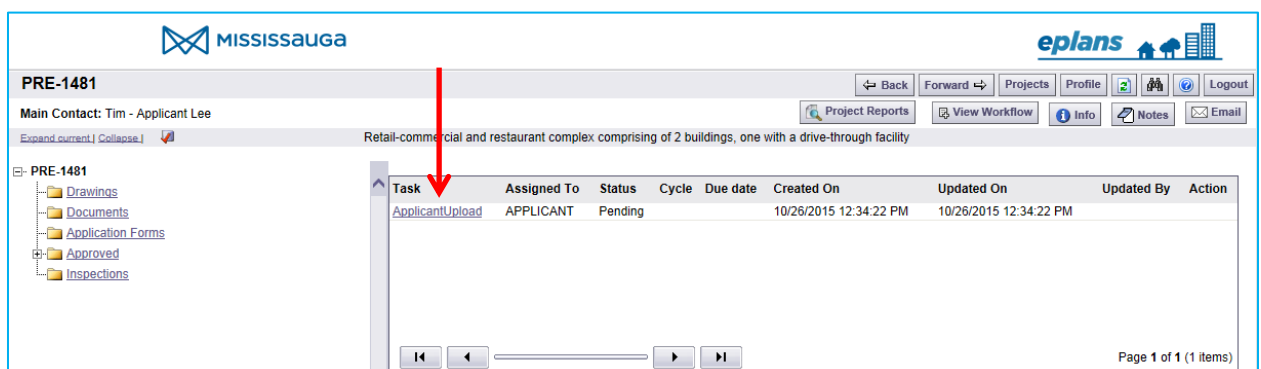 MISSISSAUGA
eplans
PRE-1481
Back Forward Projects Profile Logout
Main Contact: Tim - Applicant Lee
Project Reports View Workflow Info Notes Email
Expand current | Collapse |
Retail-commercial and restaurant complex comprising of 2 buildings, one with a drive-through facility
PRE-1481
Drawings
Documents
Application Forms
Approved
Inspections
Task Assigned To Status Cycle Due date Created On Updated On Updated By Action
ApplicantUpload APPLICANT Pending 10/26/2015 12:34:22 PM 10/26/2015 12:34:22 PM
Page 1 of 1 (1 items)